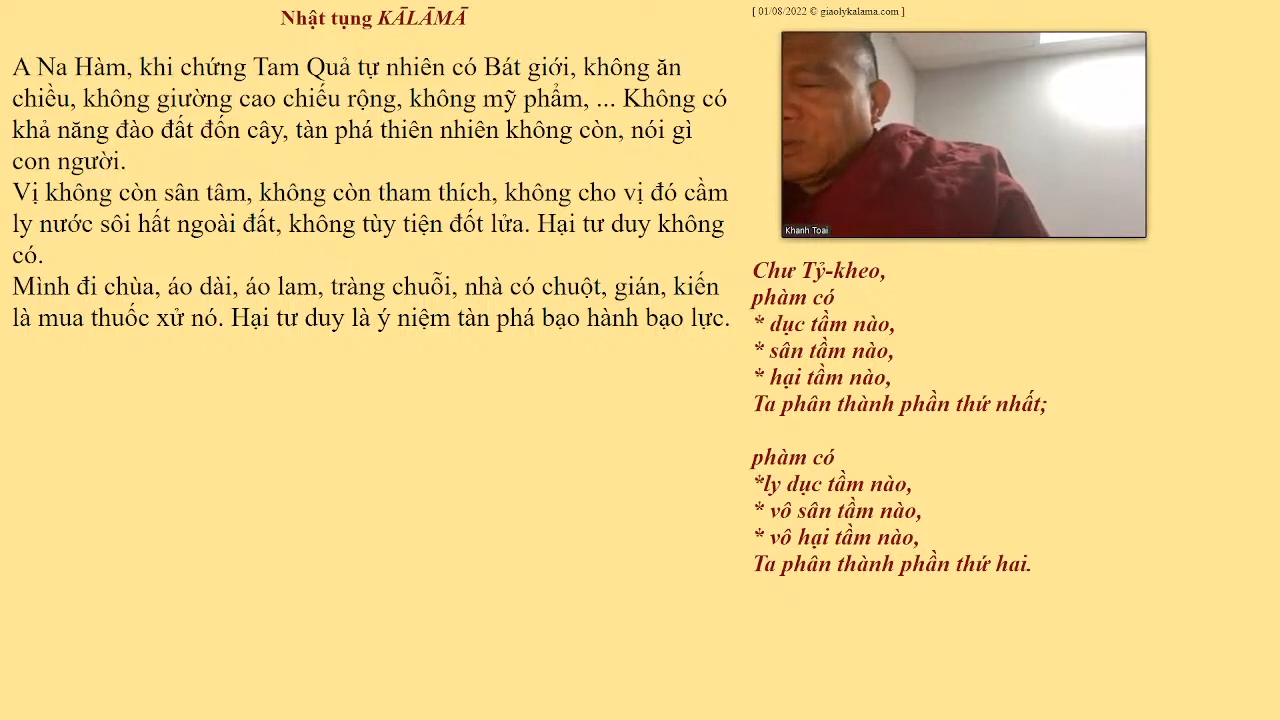 Nhật tụng KĀLĀMĀ
A Na Hàm, khi chứng Tam Quả tự nhiên có Bát giới, không ăn
chiều, không giường cao chiếu rộng, không mỹ phẩm, ... Không có
khả năng đào đất đốn cây, tàn phá thiên nhiên không còn, nói gì
con người.
Vị không còn sân tâm, không còn tham thích, không cho vị đó cầm
ly nước sôi hất ngoài đất, không tùy tiện đốt lửa. Hại tư duy không
có.
Mình đi chùa, áo dài, áo lam, tràng chuỗi, nhà có chuột, gián, kiến
là mua thuốc xử nó. Hại tư duy là ý niệm tàn phá bạo hành bạo lực.
[ 01/08/2022 © giaolykalama.com ]
Khanh Toai
Chư Tỷ-kheo,
phàm có
* dục tầm nào,
* sân tầm nào,
* hại tầm nào,
Ta phân thành phần thứ nhất;
phàm có
*ly dục tầm nào,
* vô sân tầm nào,
* vô hại tầm nào,
Ta phân thành phần thứ hai.